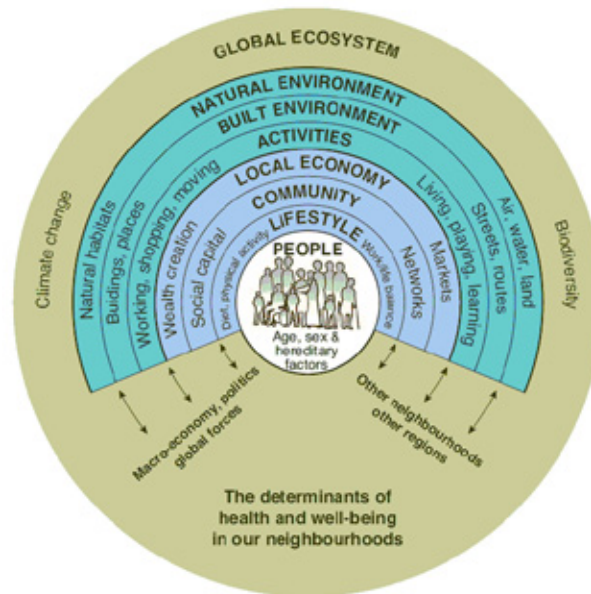 GLOBAL ECOSYSTEM
NATURAL ENVIRONMENT
BUILT ENVIRONMENT
ACTIVITIES
LOCAL ECONOMY
COMMUNITY
LIFESTYLE
PEOPLE
Age, sex &
hereditary
factors
Climate change
Natural habitats
Buidings, places
Working, shopping, moving
Wealth creation
Social capital
Diet, physical activity
Work/life balance
Networks
Markets
Living, playing, learning
Streets, routes
Air, water, land
Biodiversity
Macro-economy, politics
global forces
Other neighbourhoods
other regions
The determinants of
health and well-being
in our neighbourhoods